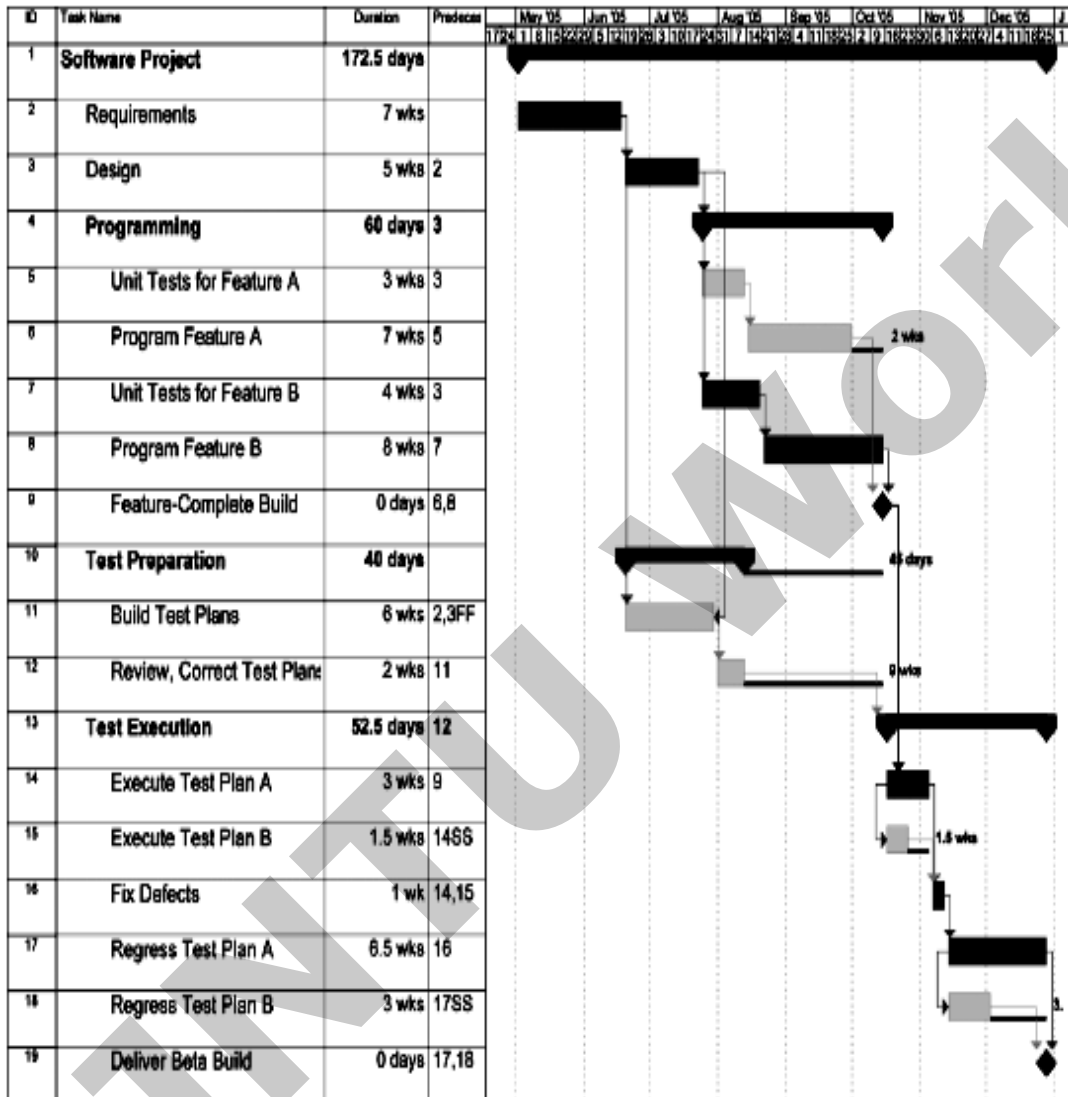 ID Task Name Duration Predeces May '05 Jun '05 Jul '05 Aug '05 Sep '05 Oct '05 Nov '05 Dec '05 J
1 Software Project 172.5 days
2 Requirements 7 wks
3 Design 5 wks 2
4 Programming 60 days 3
5 Unit Tests for Feature A 3 wks 3
6 Program Feature A 7 wks 5 2 wks
7 Unit Tests for Feature B 4 wks 3
8 Program Feature B 8 wks 7
9 Feature-Complete Build 0 days 6,8
10 Test Preparation 40 days 45 days
11 Build Test Plans 6 wks 2,3FF
12 Review, Correct Test Plans 2 wks 11 9 wks
13 Test Execution 52.5 days 12
14 Execute Test Plan A 3 wks 9
15 Execute Test Plan B 1.5 wks 14SS 1.5 wks
16 Fix Defects 1 wk 14,15
17 Regress Test Plan A 6.5 wks 16
18 Regress Test Plan B 3 wks 17SS 3.
19 Deliver Beta Build 0 days 17,18
NTU Worl